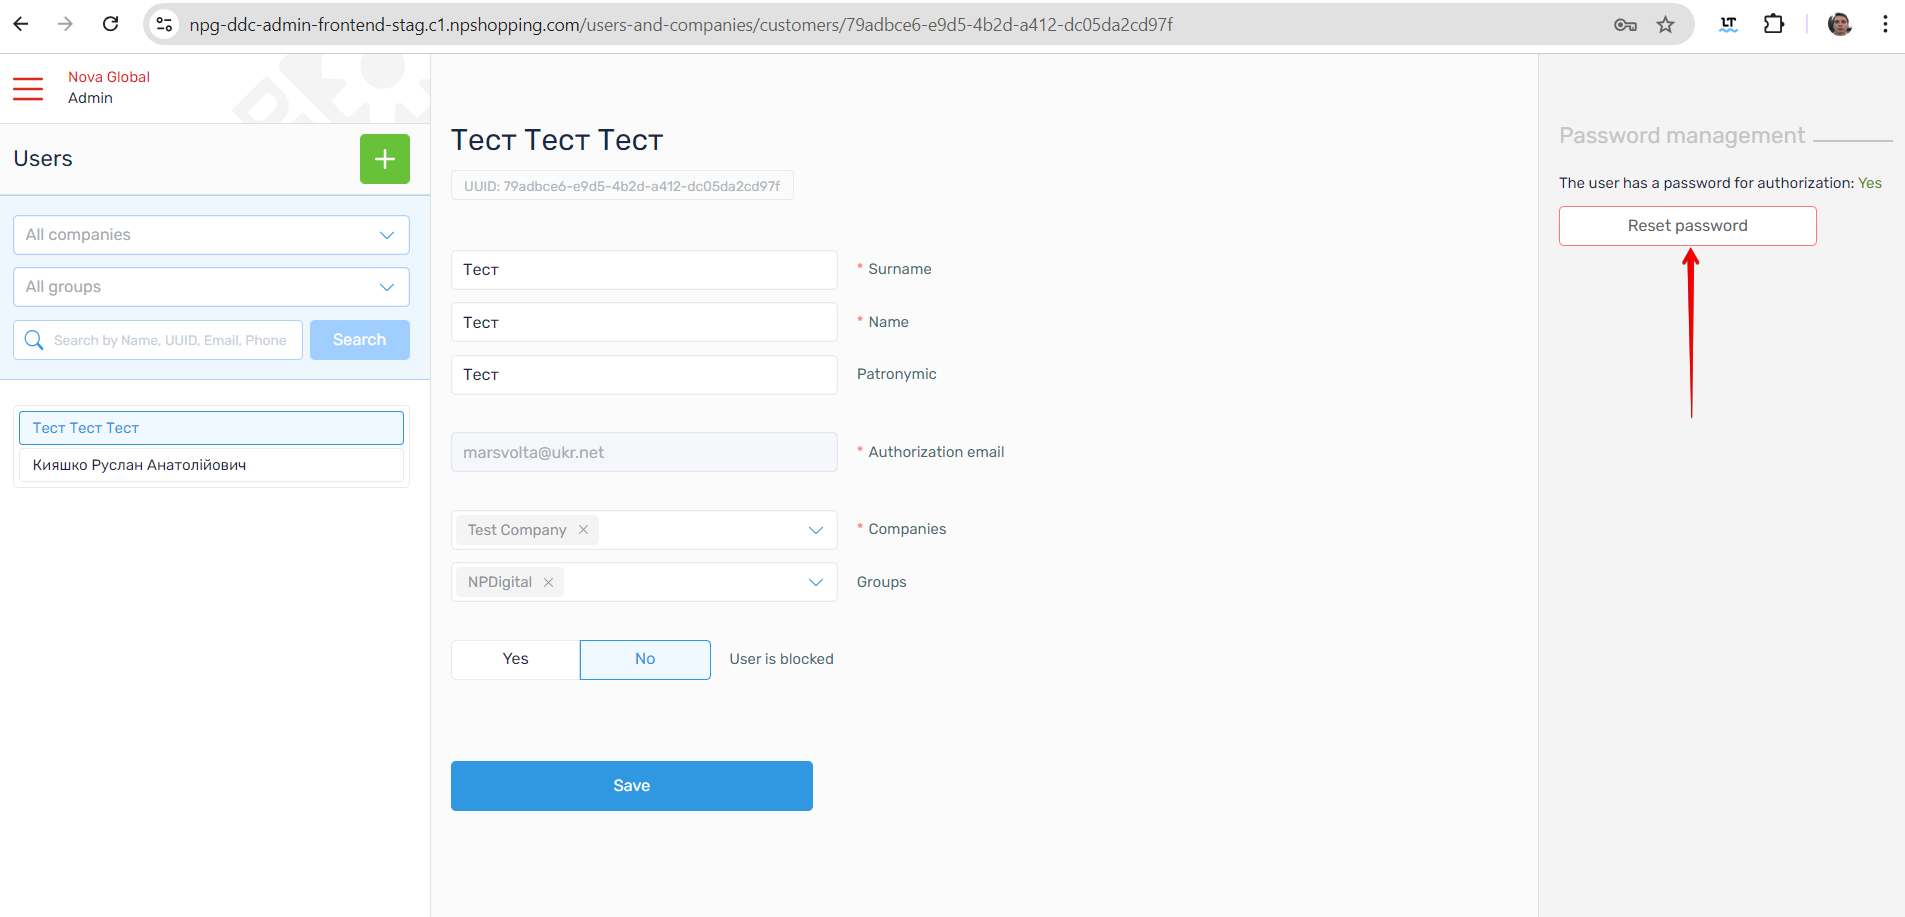 npg-ddc-admin-frontend-stag.c1.npshopping.com/users-and-companies/customers/79adbce6-e9d5-4b2d-a412-dc05da2cd97f
LT
Nova Global
Admin
Users
All companies
All groups
Search by Name, UUID, Email, Phone
Search
Тест Тест Тест
Кияшко Руслан Анатолійович
Тест Тест Тест
UUID: 79adbce6-e9d5-4b2d-a412-dc05da2cd97f
Тест * Surname
Тест * Name
Тест Patronymic
marsvolta@ukr.net * Authorization email
Test Company * Companies
NPDigital Groups
Yes No User is blocked
Save
Password management
The user has a password for authorization: Yes
Reset password